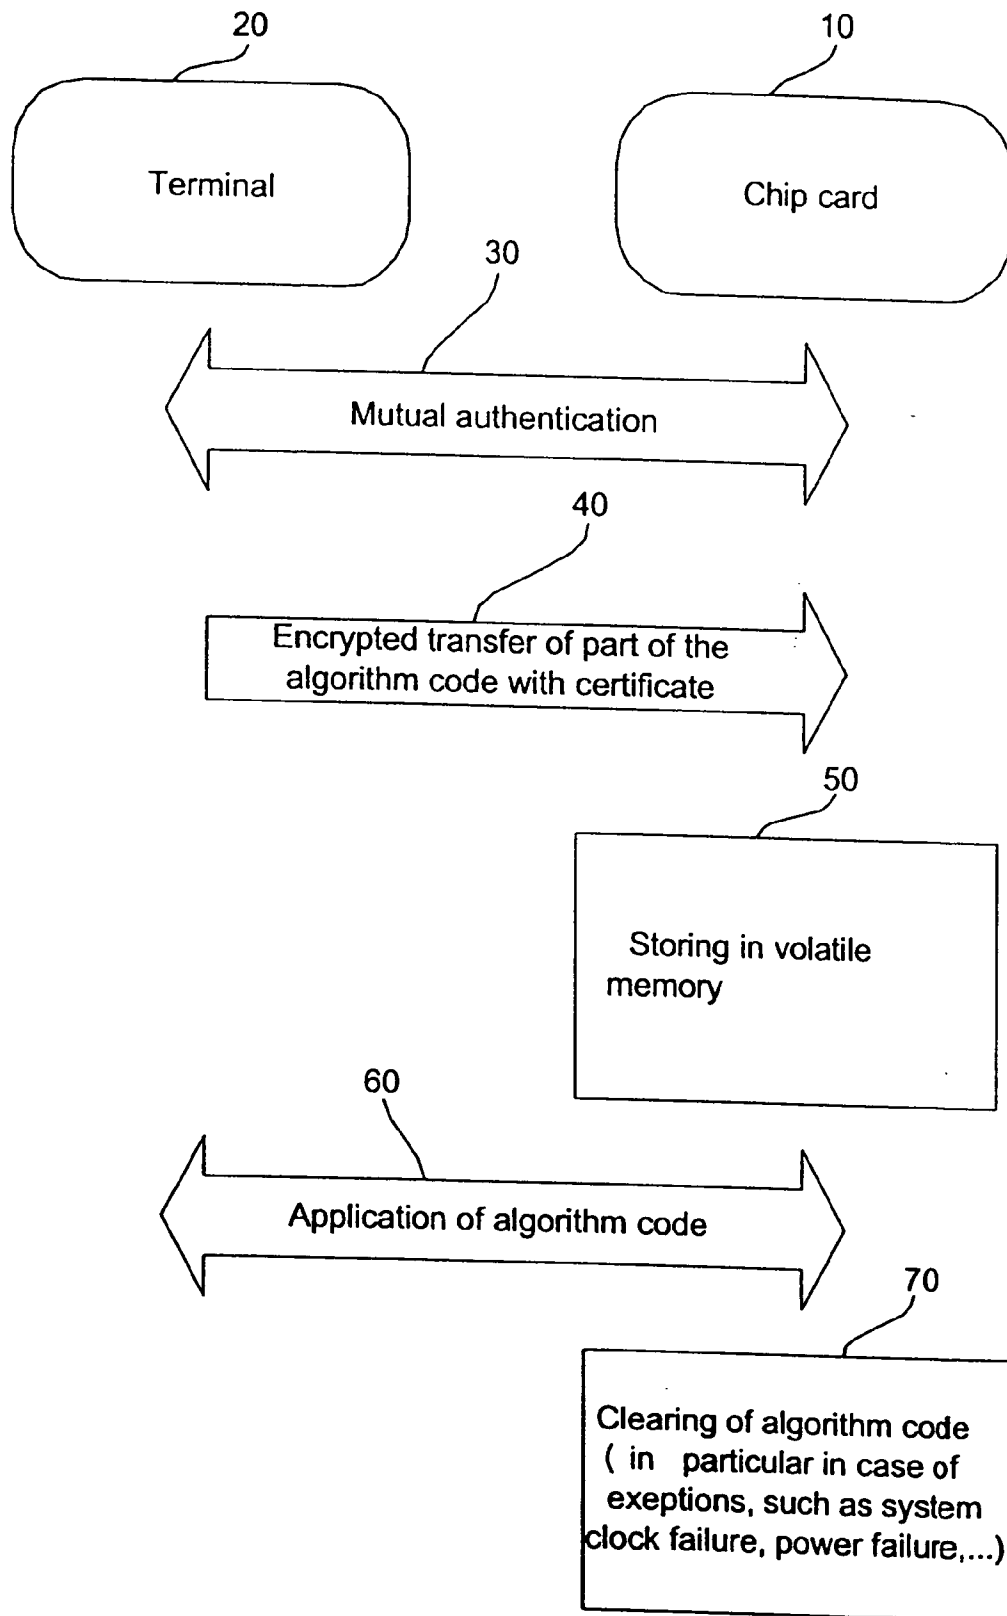 20
10
Terminal
Chip card
30
Mutual authentication
40
Encrypted transfer of part of the
algorithm code with certificate
50
Storing in volatile
memory
60
Application of algorithm code
70
Clearing of algorithm code
( in particular in case of
exeptions, such as system
clock failure, power failure,...)